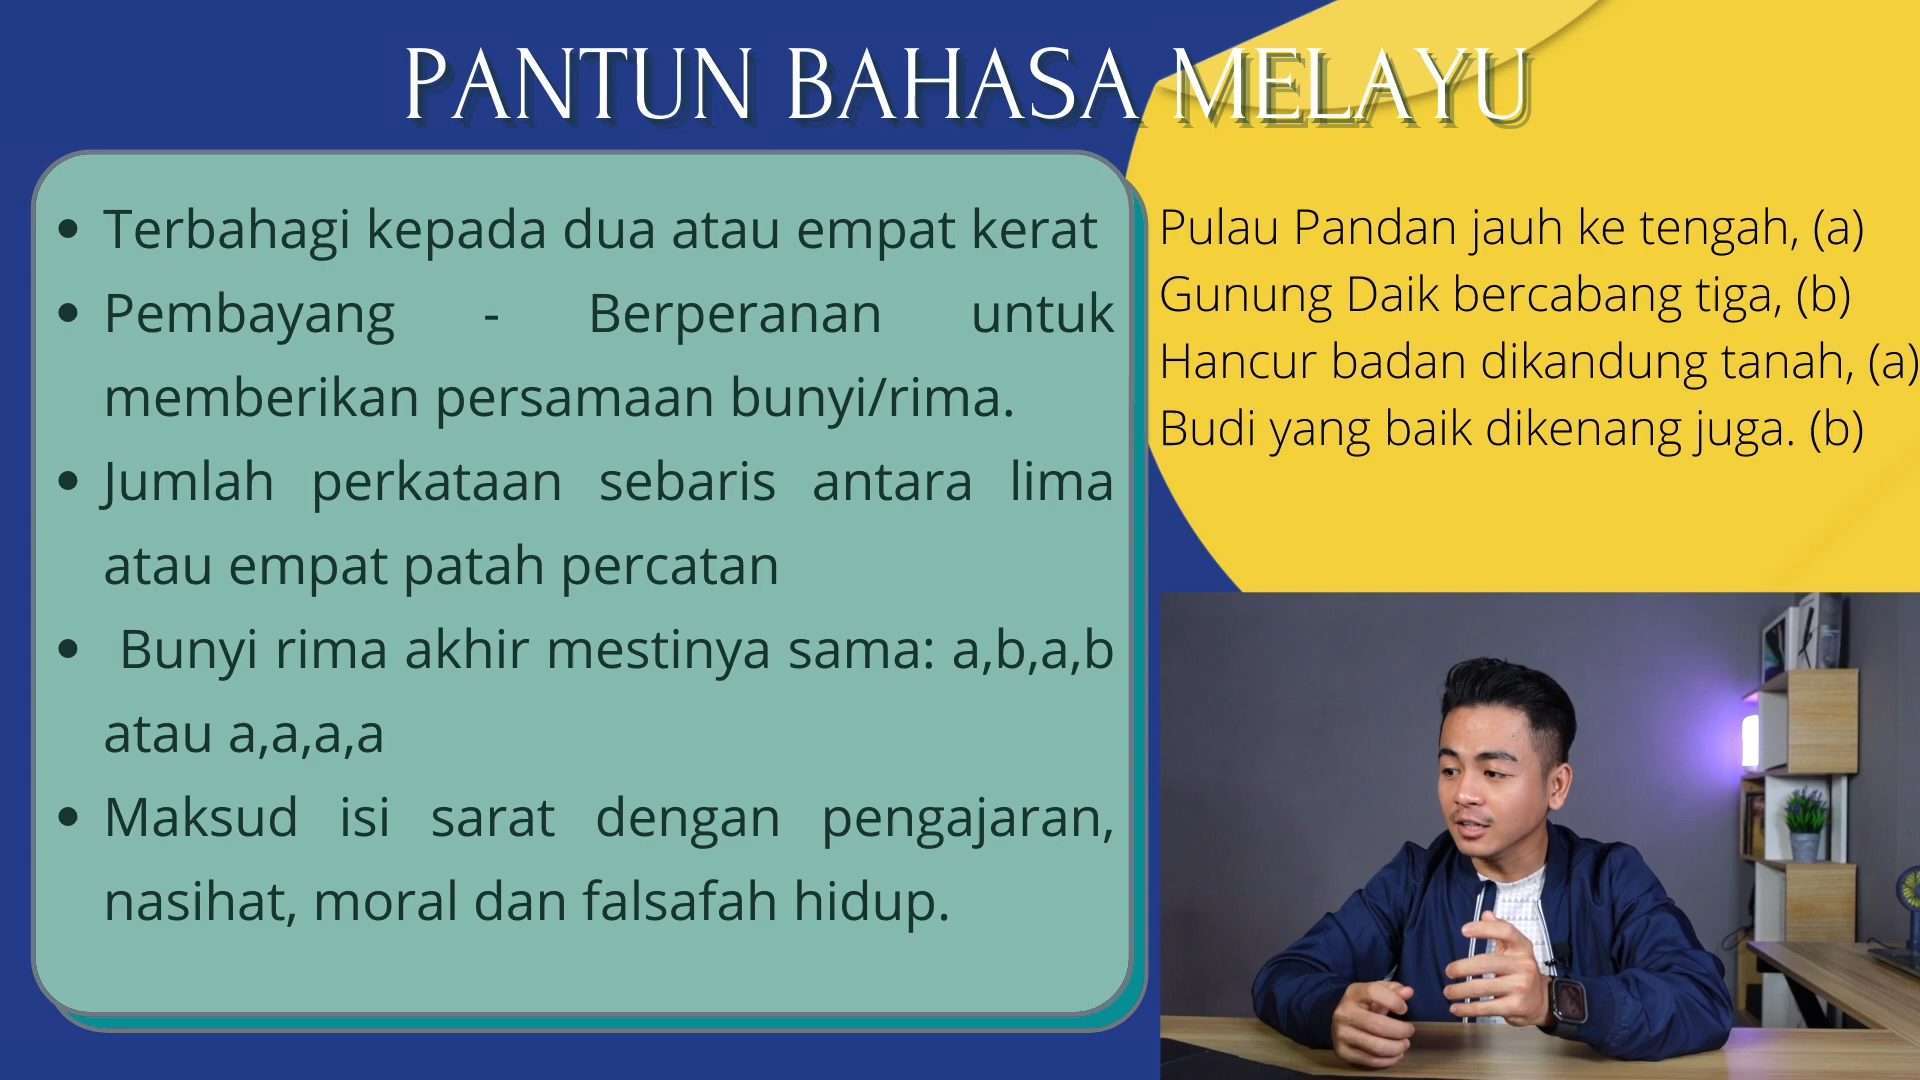 PANTUN BAHASA MELAYU
• Terbahagi kepada dua atau empat kerat
• Pembayang - Berperanan untuk
memberikan persamaan bunyi/rima.
• Jumlah perkataan sebaris antara lima
atau empat patah percatan
• Bunyi rima akhir mestinya sama: a,b,a,b
atau a,a,a,a
• Maksud isi sarat dengan pengajaran,
nasihat, moral dan falsafah hidup.
Pulau Pandan jauh ke tengah, (a)
Gunung Daik bercabang tiga, (b)
Hancur badan dikandung tanah, (a)
Budi yang baik dikenang juga. (b)